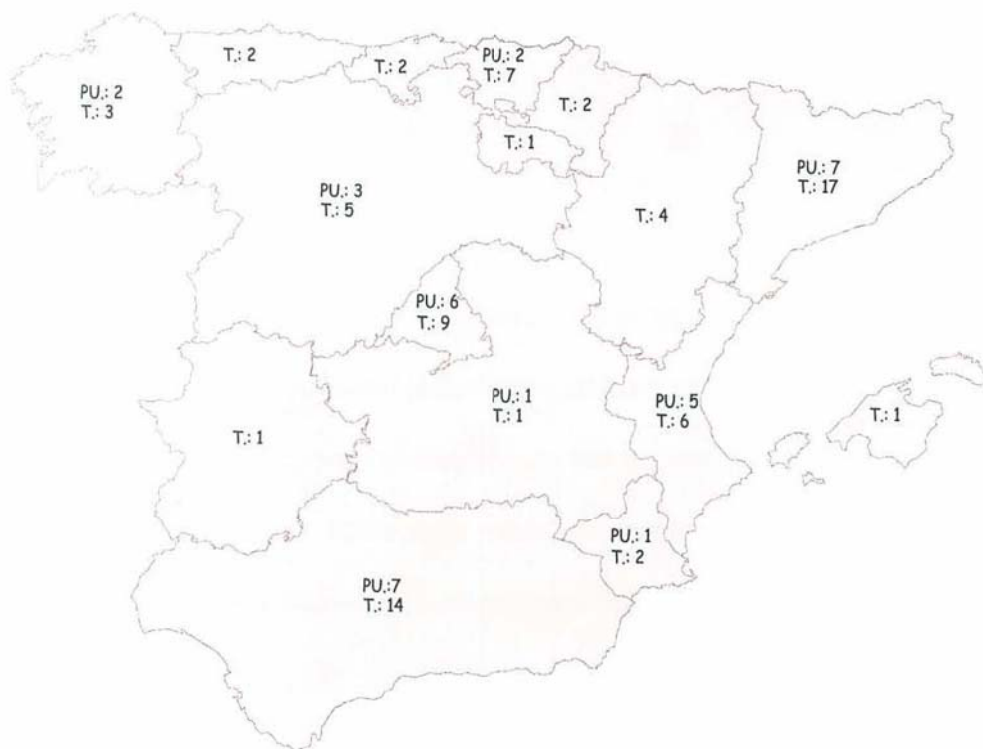 T.: 2
T.: 2
PU.: 2
T.: 7
PU.: 2
T.: 3
T.: 2
T.: 1
PU.: 7
T.: 17
PU.: 3
T.: 5
T.: 4
PU.: 6
T.: 9
PU.: 1
T.: 1
PU.: 5
T.: 6
T.: 1
T.: 1
PU.: 1
T.: 2
PU.:7
T.: 14